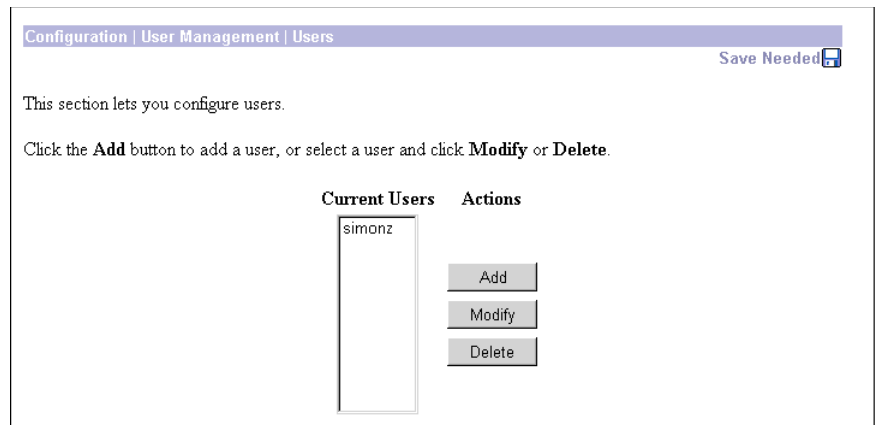 Configuration | User Management | Users
Save Needed
This section lets you configure users.
Click the Add button to add a user, or select a user and click Modify or Delete.
Current Users Actions
simonz
Add
Modify
Delete